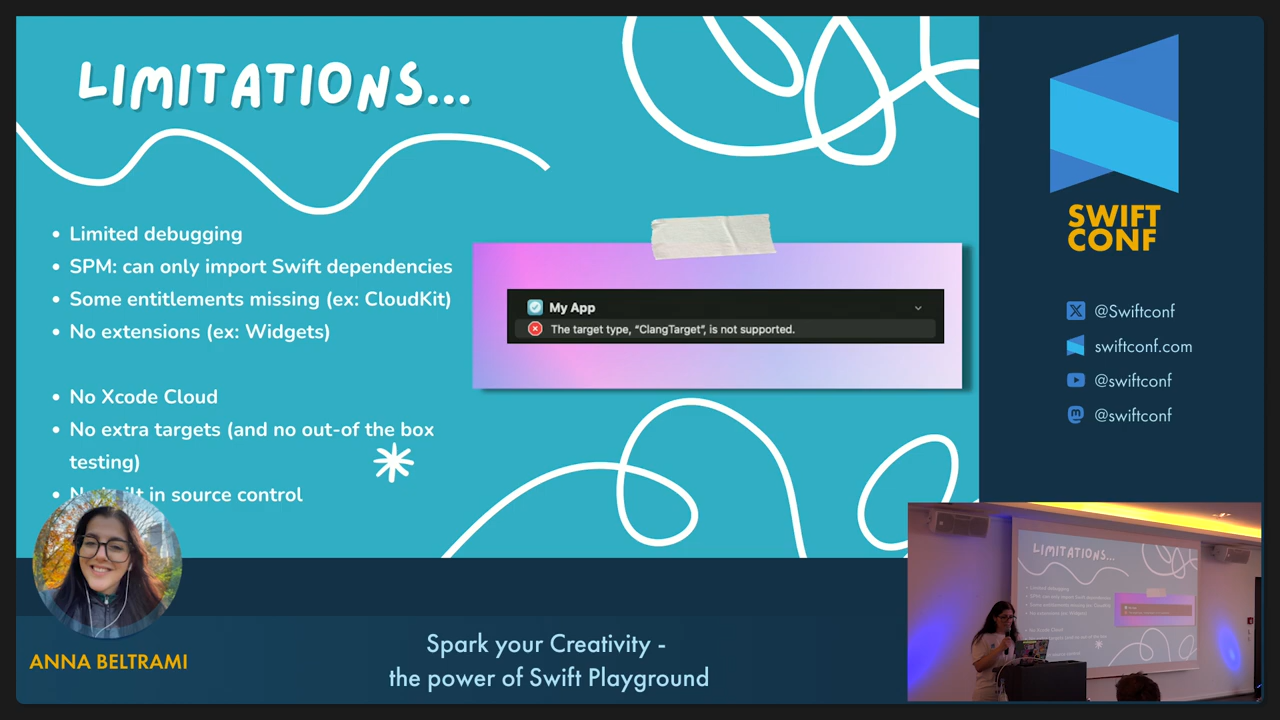 LIMITATIONS...
• Limited debugging
• SPM: can only import Swift dependencies
• Some entitlements missing (ex: CloudKit)
• No extensions (ex: Widgets)
• No Xcode Cloud
• No extra targets (and no out-of the box
testing)
• No built in source control
My App
The target type, “ClangTarget”, is not supported.
SWIFT
CONF
@Swiftconf
swiftconf.com
@swiftconf
@swiftconf
ANNA BELTRAMI
Spark your Creativity -
the power of Swift Playground
LIMITATIONS...